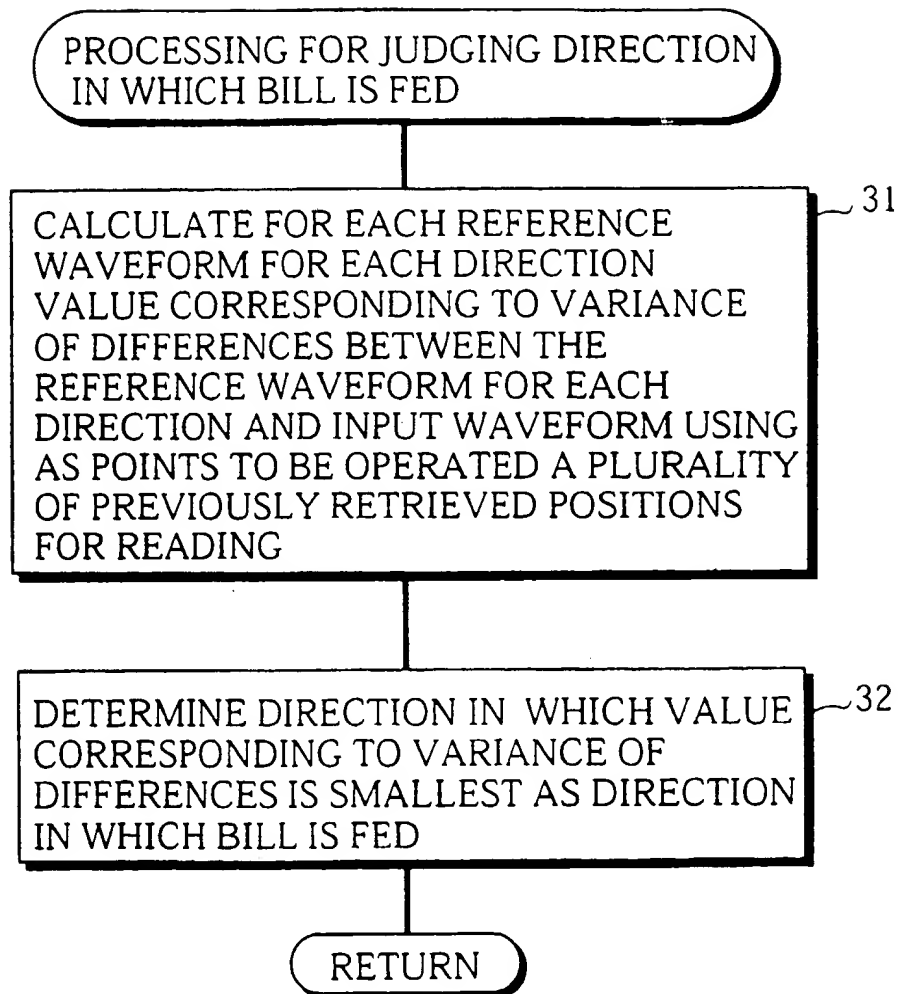 PROCESSING FOR JUDGING DIRECTION
IN WHICH BILL IS FED
31
CALCULATE FOR EACH REFERENCE
WAVEFORM FOR EACH DIRECTION
VALUE CORRESPONDING TO VARIANCE
OF DIFFERENCES BETWEEN THE
REFERENCE WAVEFORM FOR EACH
DIRECTION AND INPUT WAVEFORM USING
AS POINTS TO BE OPERATED A PLURALITY
OF PREVIOUSLY RETRIEVED POSITIONS
FOR READING
32
DETERMINE DIRECTION IN WHICH VALUE
CORRESPONDING TO VARIANCE OF
DIFFERENCES IS SMALLEST AS DIRECTION
IN WHICH BILL IS FED
RETURN